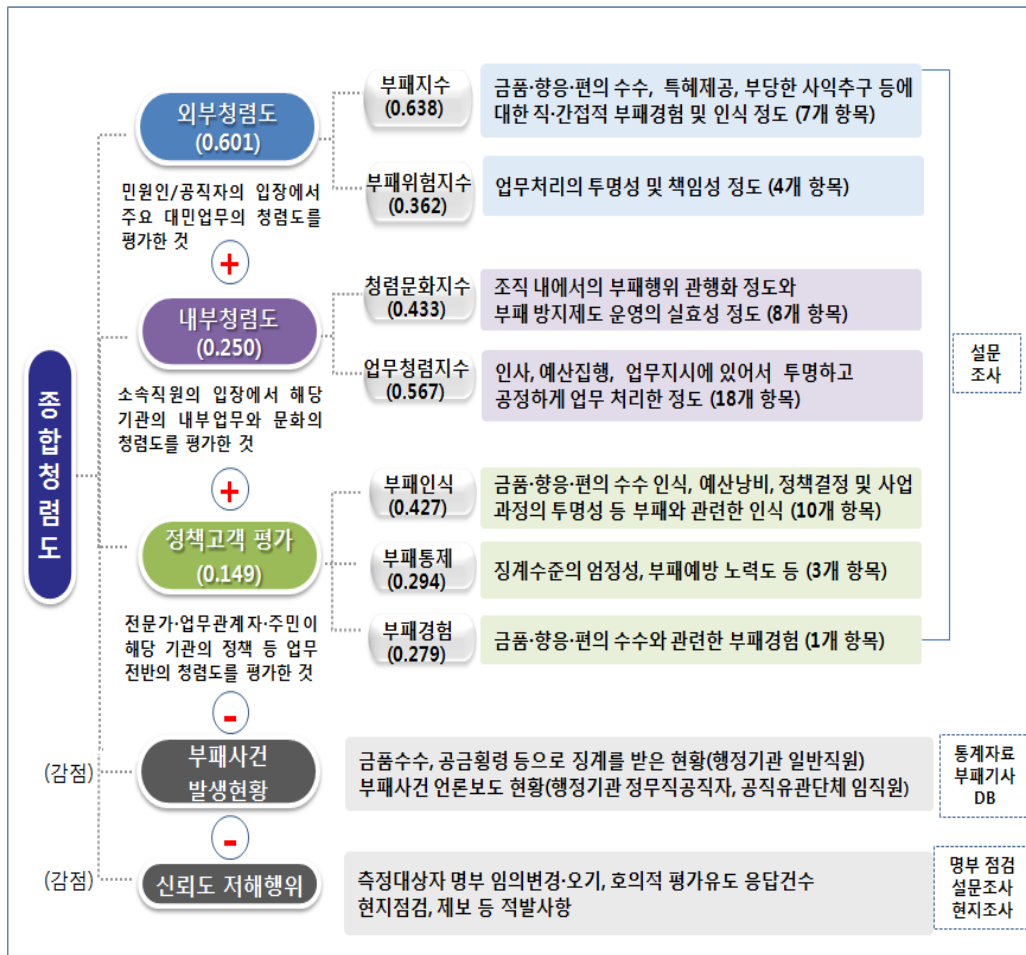 종합청렴도
외부청렴도
(0.601)
민원인/공직자의 입장에서
주요 대민업무의 청렴도를
평가한 것
부패지수
(0.638)
금품·향응·편의 수수, 특혜제공, 부당한 사익추구 등에
대한 직·간접적 부패경험 및 인식 정도 (7개 항목)
부패위험지수
(0.362)
업무처리의 투명성 및 책임성 정도 (4개 항목)
+
내부청렴도
(0.250)
소속직원의 입장에서 해당
기관의 내부업무와 문화의
청렴도를 평가한 것
청렴문화지수
(0.433)
조직 내에서의 부패행위 관행화 정도와
부패 방지제도 운영의 실효성 정도 (8개 항목)
업무청렴지수
(0.567)
인사, 예산집행, 업무지시에 있어서 투명하고
공정하게 업무 처리한 정도 (18개 항목)
+
정책고객 평가
(0.149)
전문가·업무관계자·주민이
해당 기관의 정책 등 업무
전반의 청렴도를 평가한 것
부패인식
(0.427)
금품·향응·편의 수수 인식, 예산낭비, 정책결정 및 사업
과정의 투명성 등 부패와 관련한 인식 (10개 항목)
부패통제
(0.294)
징계수준의 엄정성, 부패예방 노력도 등 (3개 항목)
부패경험
(0.279)
금품·향응·편의 수수와 관련한 부패경험 (1개 항목)
설문
조사
-
(감점)
부패사건
발생현황
금품수수, 공금횡령 등으로 징계를 받은 현황(행정기관 일반직원)
부패사건 언론보도 현황(행정기관 정무직공직자, 공직유관단체 임직원)
통계자료
부패기사
DB
-
(감점)
신뢰도 저해행위
측정대상자 명부 임의변경·오기, 호의적 평가유도 응답건수
현지점검, 제보 등 적발사항
명부 점검
설문조사
현지조사